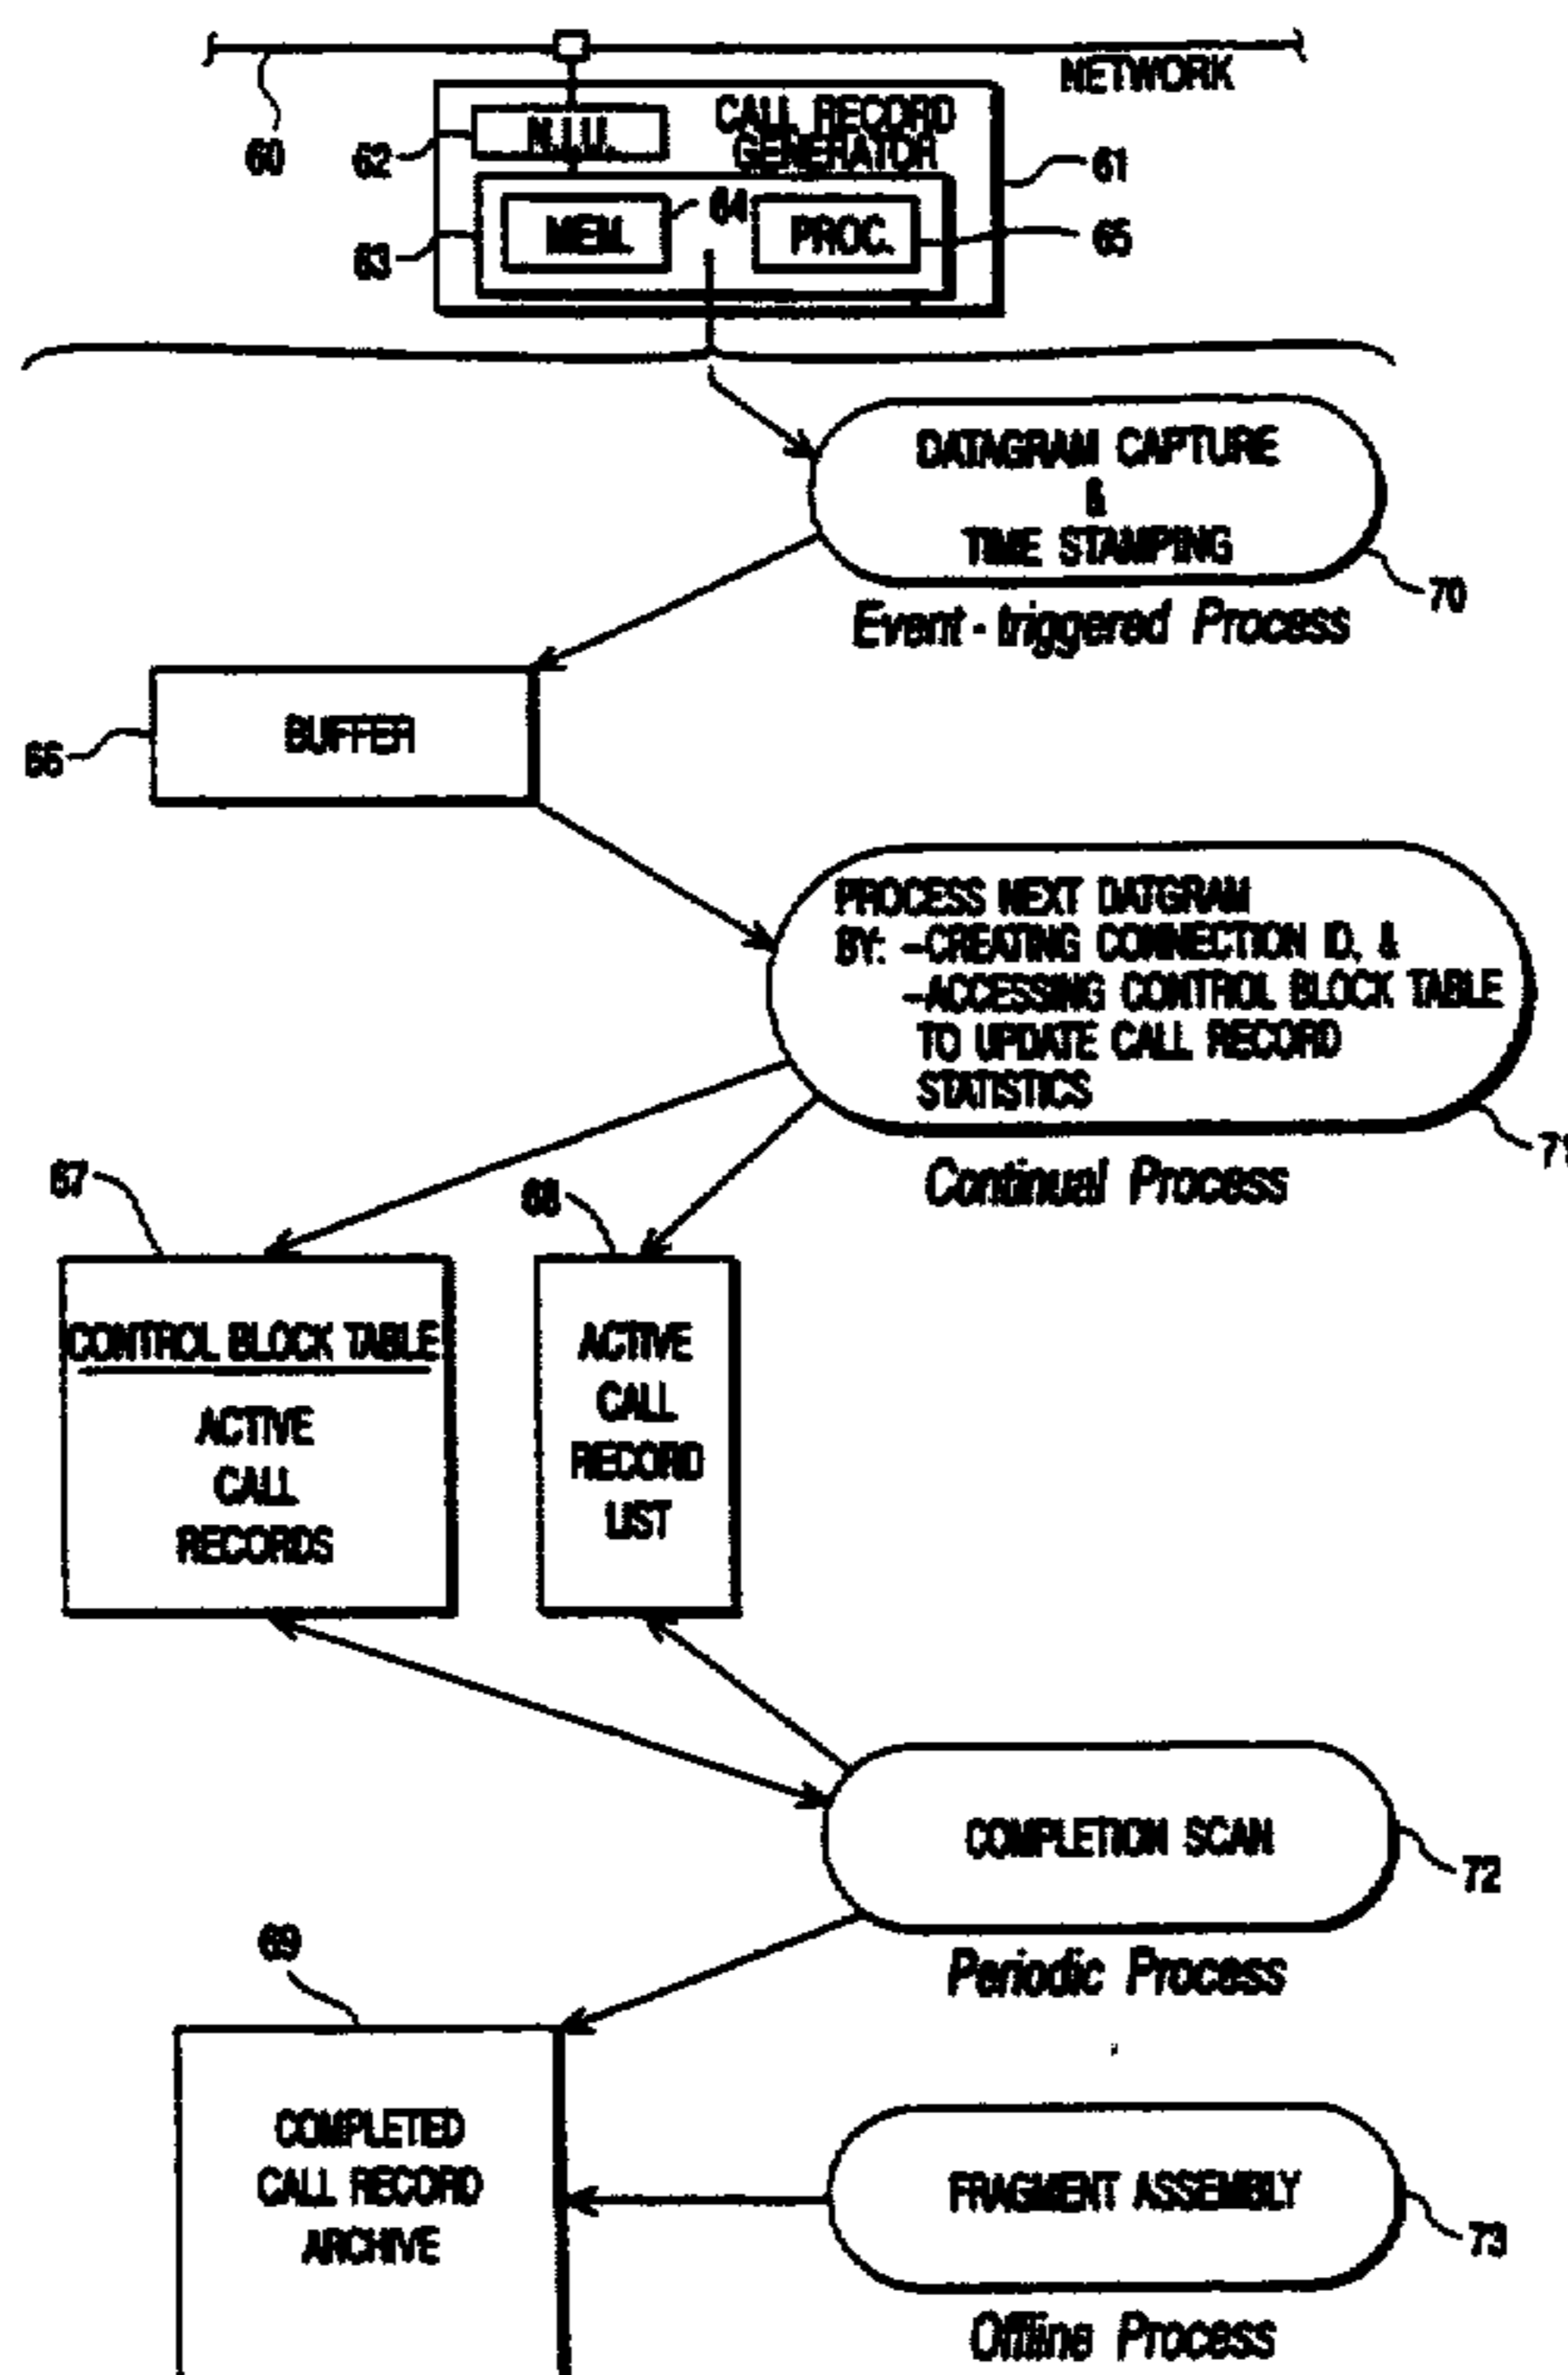 NETWORK
CALL RECORD
GENERATOR
N.I.U.
60
62
61
64
MEM.
PROC.
63
65
DATAGRAM CAPTURE
&
TIME STAMPING
70
Event-triggered Process
BUFFER
66
PROCESS NEXT DATGRAM
BY: -CREATING CONNECTION ID, &
-ACCESSING CONTROL BLOCK TABLE
TO UPDATE CALL RECORD
STATISTICS
71
Continual Process
67
68
CONTROL BLOCK TABLE
ACTIVE
CALL
RECORDS
ACTIVE
CALL
RECORD
LIST
COMPLETION SCAN
72
Periodic Process
69
COMPLETED
CALL RECORD
ARCHIVE
FRAGMENT ASSEMBLY
73
Offline Process